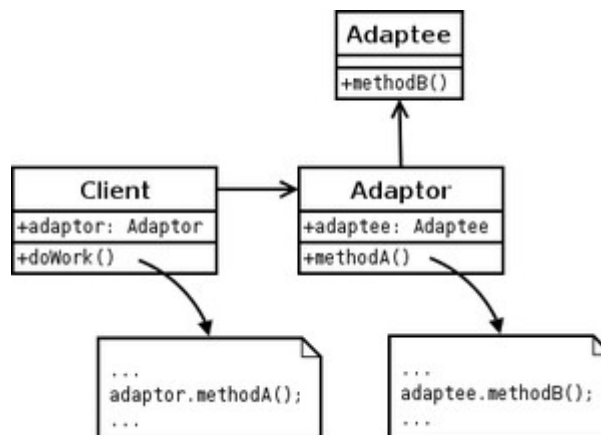 Adaptee
+methodB()
Client
+adaptor: Adaptor
+doWork()
Adaptor
+adaptee: Adaptee
+methodA()
...
adaptor.methodA();
...
...
adaptee.methodB();
...